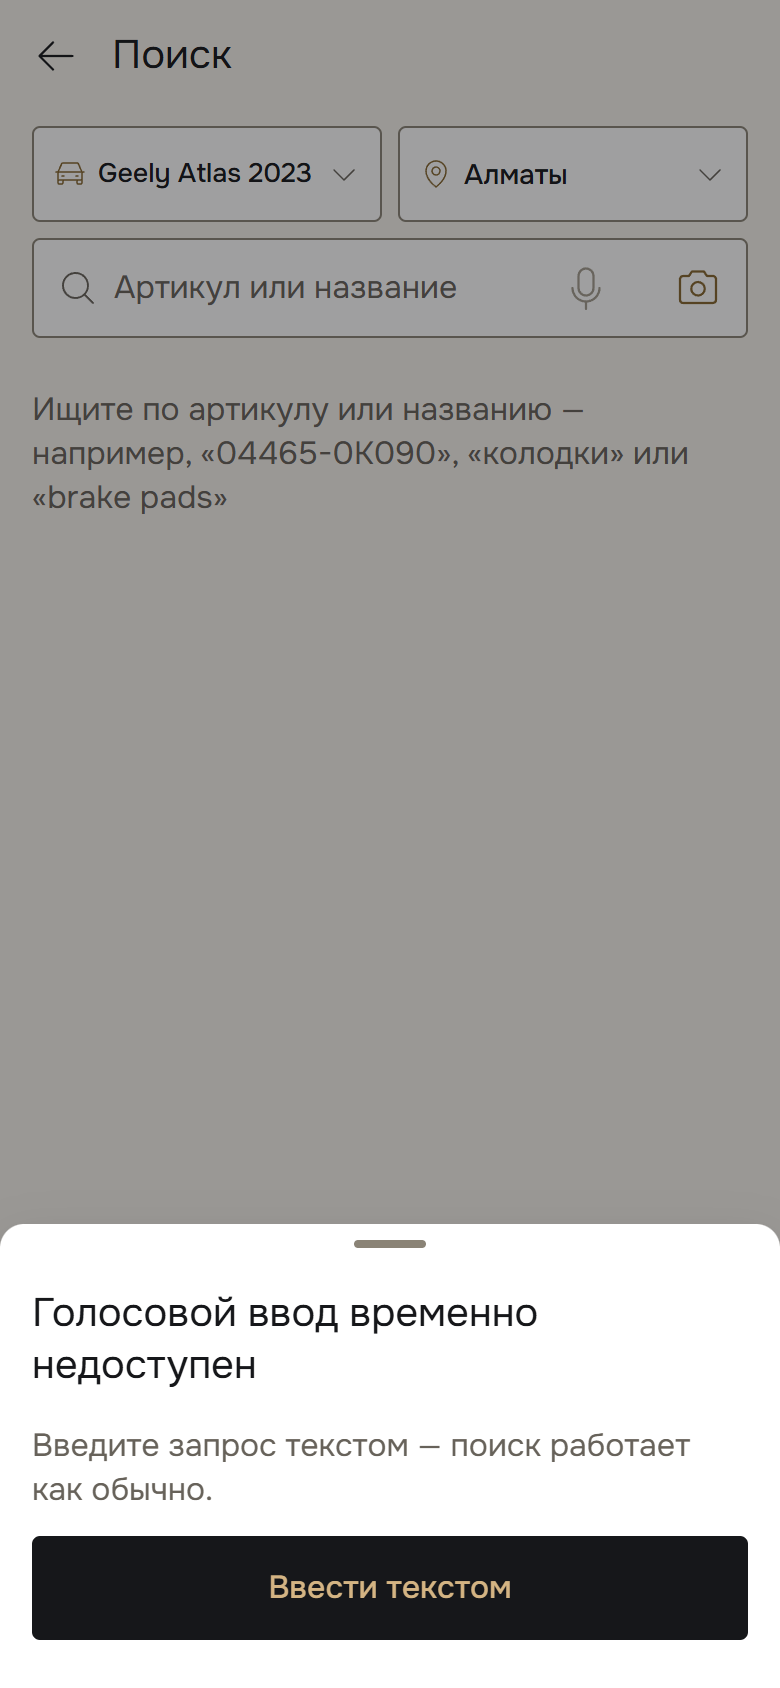 Поиск
Geely Atlas 2023
Алматы
Артикул или название
Ищите по артикулу или названию —
например, «04465-0K090», «колодки» или
«brake pads»
Голосовой ввод временно
недоступен
Введите запрос текстом — поиск работает
как обычно.
Ввести текстом